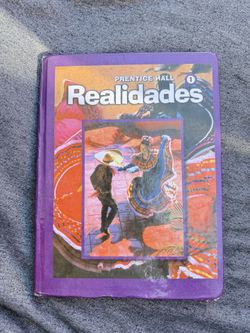 PRENTICE HALL
Realidades 1